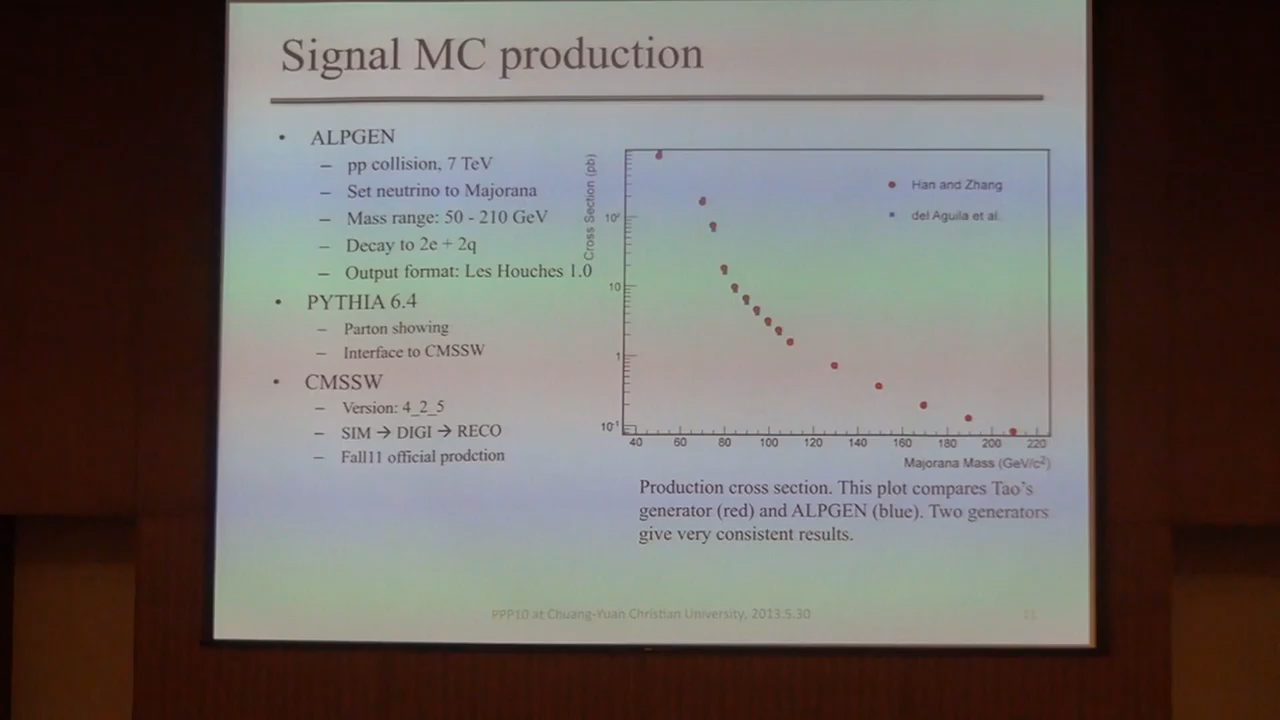 Signal MC production
• ALPGEN
– pp collision, 7 TeV
– Set neutrino to Majorana
– Mass range: 50 - 210 GeV
– Decay to 2e + 2q
– Output format: Les Houches 1.0
• PYTHIA 6.4
– Parton showing
– Interface to CMSSW
• CMSSW
– Version: 4_2_5
– SIM → DIGI → RECO
– Fall11 official prodction
Cross Section (pb)
Han and Zhang
del Aguila et al.
10²
10
1
10⁻¹
40 60 80 100 120 140 160 180 200 220
Majorana Mass (GeV/c²)
Production cross section. This plot compares Tao's
generator (red) and ALPGEN (blue). Two generators
give very consistent results.
PPP10 at Chuang-Yuan Christian University, 2013.5.30